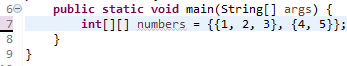 6 public static void main(String[] args) {
7 int[][] numbers = {{1, 2, 3}, {4, 5}};
8 }
9 }